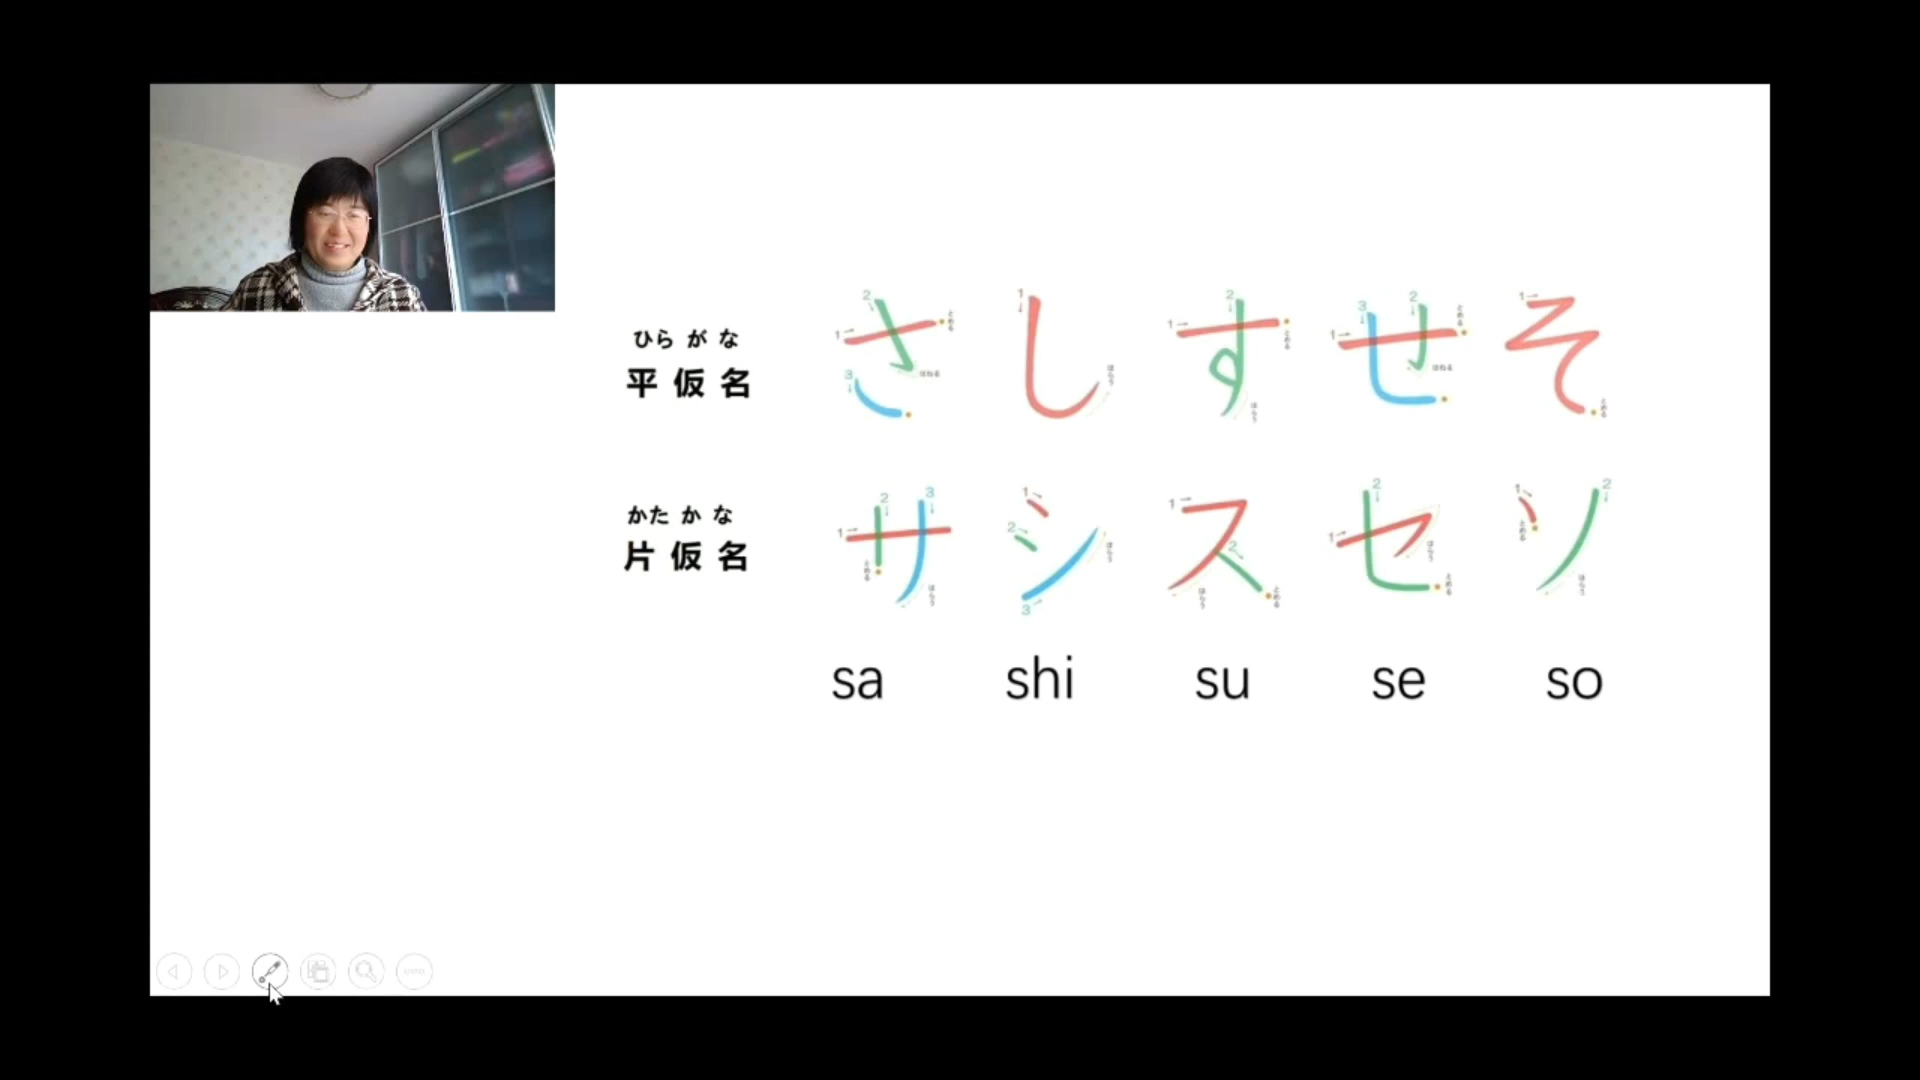 ひらがな
平仮名
さ し す せ そ
かたかな
片仮名
サ シ ス セ ソ
sa shi su se so